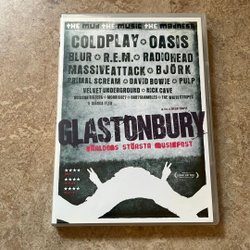 THE MUD THE MUSIC THE MADNESS
COLDPLAY • OASIS
BLUR • R.E.M. • RADIOHEAD
MASSIVE ATTACK • BJÖRK
PRIMAL SCREAM • DAVID BOWIE • PULP
VELVET UNDERGROUND • NICK CAVE
GLASTONBURY
VÄRLDENS STÖRSTA MUSIKFEST